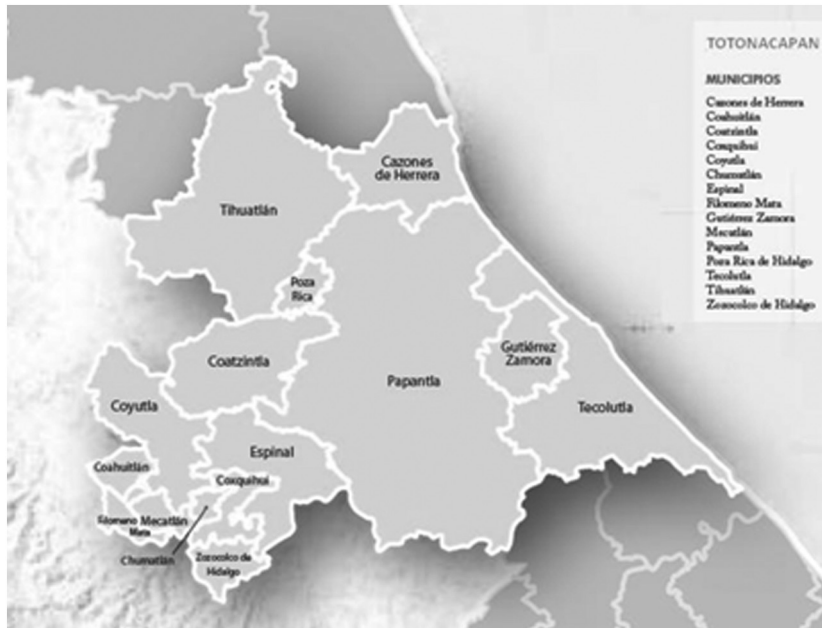 TOTONACAPAN
MUNICIPIOS
Cazones de Herrera
Coahuitlán
Coatzintla
Coxquihui
Coyutla
Chumatlán
Espinal
Filomeno Mata
Gutiérrez Zamora
Mecatlán
Papantla
Poza Rica de Hidalgo
Tecolutla
Tihuatlán
Zozocolco de Hidalgo
Cazones
de Herrera
Tihuatlán
Poza
Rica
Gutiérrez
Zamora
Coatzintla
Papantla
Tecolutla
Coyutla
Espinal
Coahuitlán
Coxquihui
Filomeno
Mata
Mecatlán
Chumatlán
Zozocolco de
Hidalgo